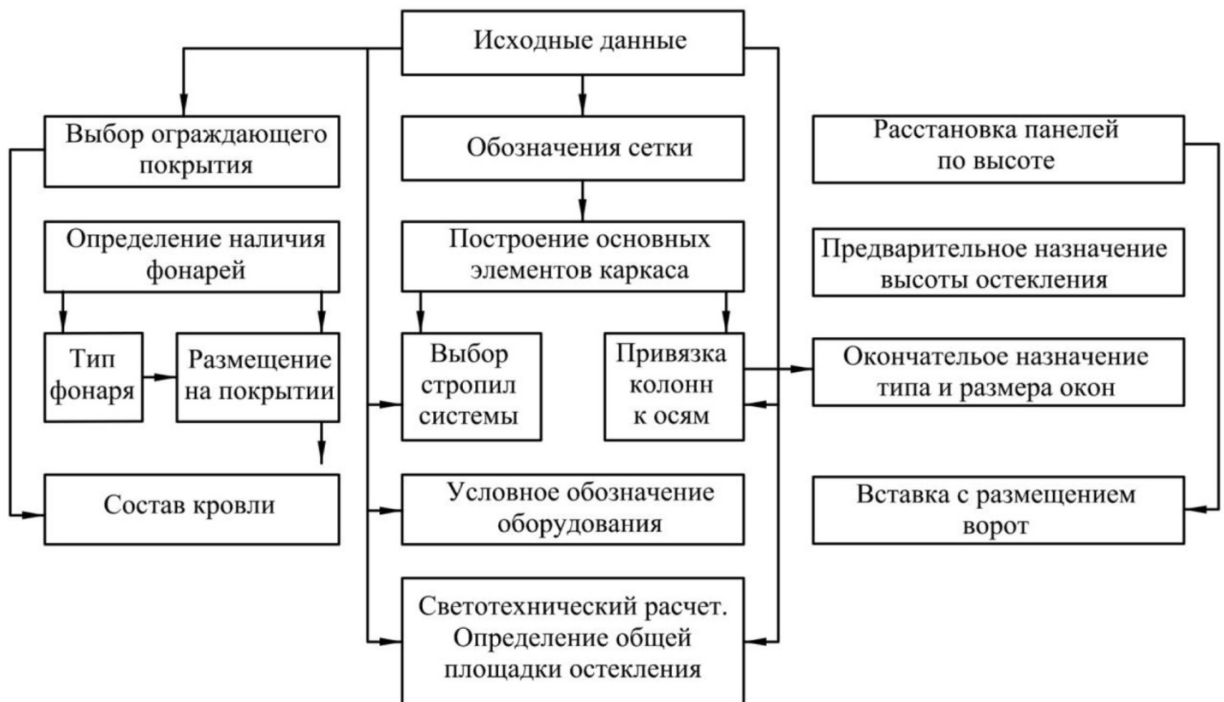 Исходные данные
Выбор ограждающего
покрытия
Обозначения сетки
Расстановка панелей
по высоте
Определение наличия
фонарей
Построение основных
элементов каркаса
Предварительное назначение
высоты остекления
Тип
фонаря
Размещение
на покрытии
Выбор
стропил
системы
Привязка
колонн
к осям
Окончательое назначение
типа и размера окон
Состав кровли
Условное обозначение
оборудования
Вставка с размещением
ворот
Светотехнический расчет.
Определение общей
площадки остекления